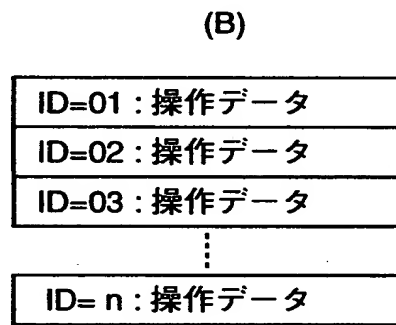 (B)
ID=01 : 操作データ
ID=02 : 操作データ
ID=03 : 操作データ
ID= n : 操作データ